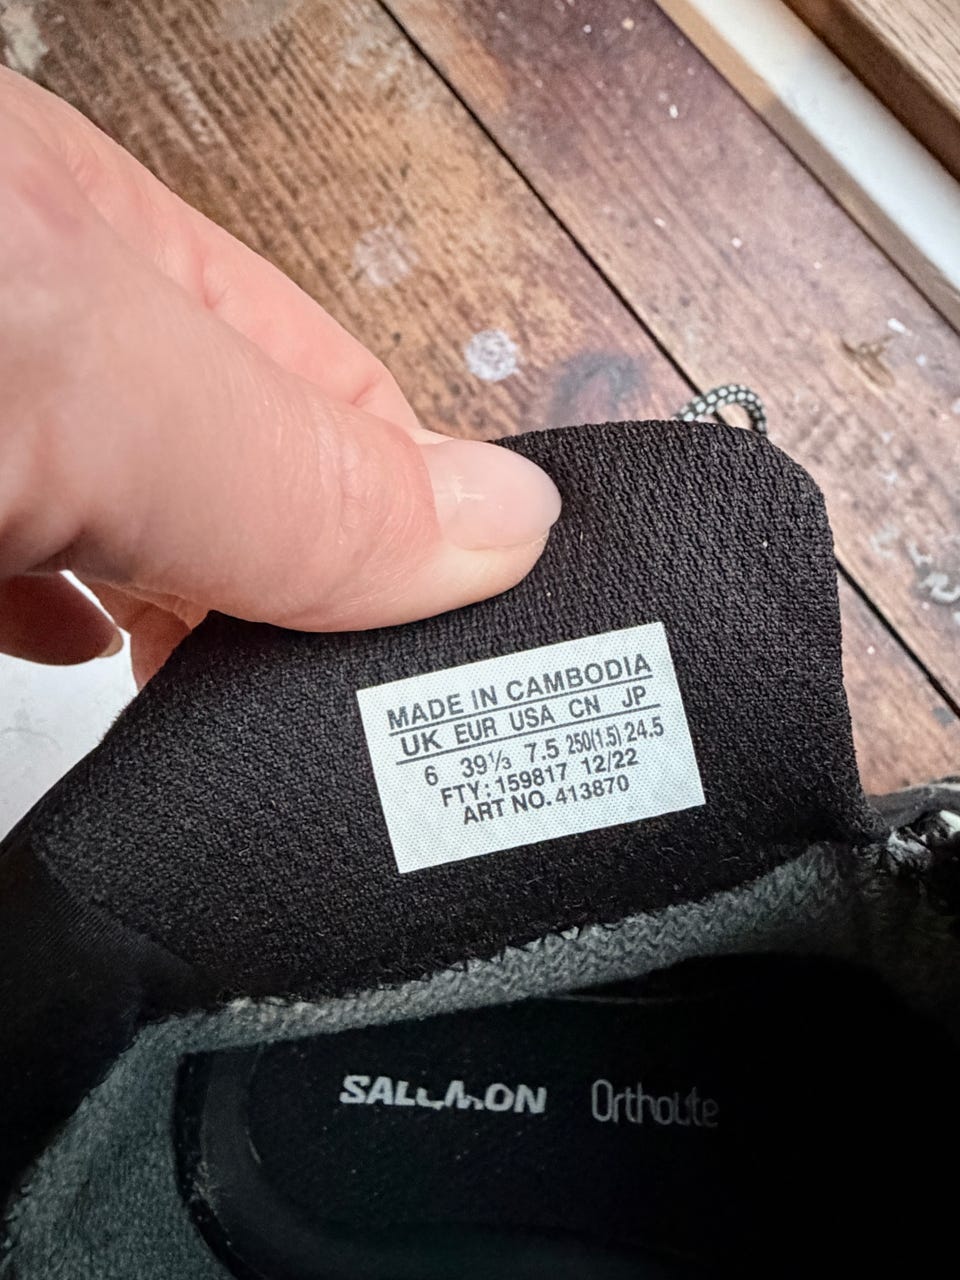 MADE IN CAMBODIA
UK EUR USA CN JP
6 39⅓ 7.5 250(1.5) 24.5
FTY: 159817 12/22
ART NO. 413870
SALOMON Ortholite